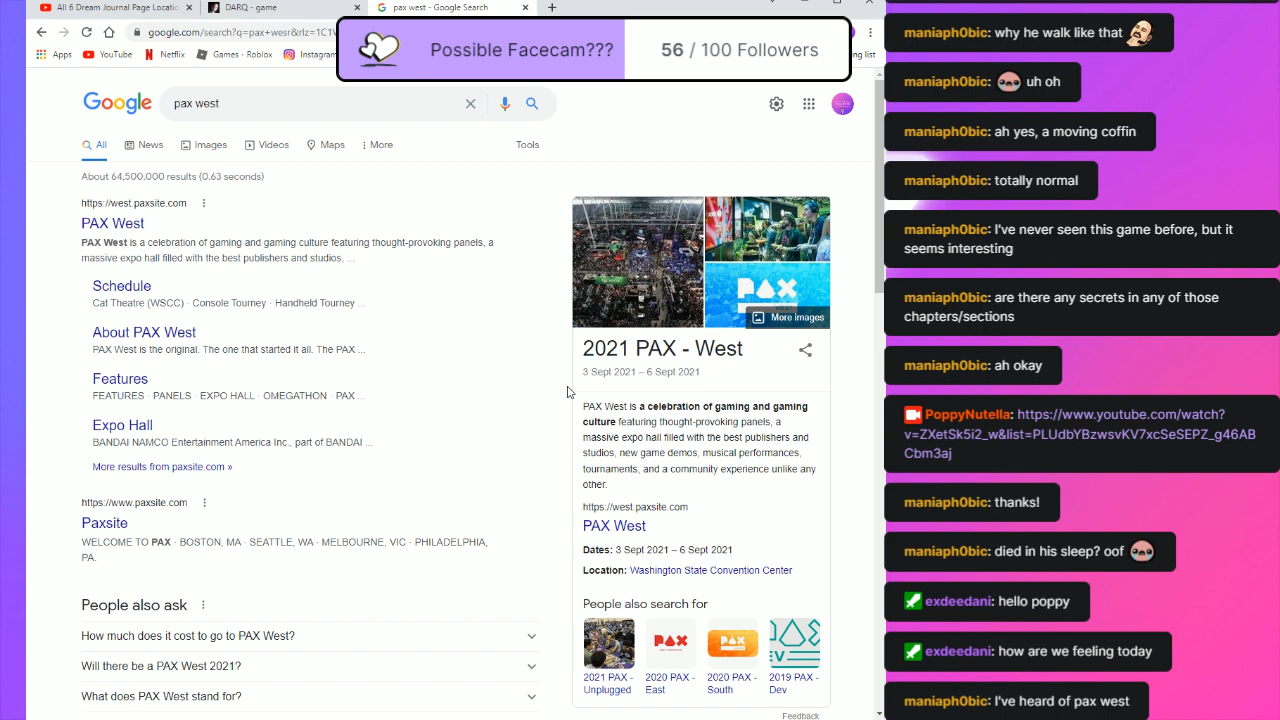 All 6 Dream Journal Page Locatio
DARQ - game
pax west - Google Search
google.com/search?q=pax+wesr&rlz=1C1V
Apps
YouTube
Netflix
Roblox
Games - Roblox
Instagram
ing list
Possible Facecam???
56 / 100 Followers
Google
pax west
All
News
Images
Videos
Maps
More
Tools
About 64,500,000 results (0.63 seconds)
https://west.paxsite.com
PAX West
PAX West is a celebration of gaming and gaming culture featuring thought-provoking panels, a
massive expo hall filled with the best publishers and studios, ...
Schedule
Cat Theatre (WSCC) · Console Tourney · Handheld Tourney ...
About PAX West
PAX West is the original. The one that started it all. The PAX ...
Features
FEATURES · PANELS · EXPO HALL · OMEGATHON · PAX ...
Expo Hall
BANDAI NAMCO Entertainment America Inc., part of BANDAI ...
More results from paxsite.com »
https://www.paxsite.com
Paxsite
WELCOME TO PAX · BOSTON, MA · SEATTLE, WA · MELBOURNE, VIC · PHILADELPHIA,
PA.
People also ask
How much does it cost to go to PAX West?
Will there be a PAX West 2021?
What does PAX West stand for?
PAX
More images
2021 PAX - West
3 Sept 2021 – 6 Sept 2021
PAX West is a celebration of gaming and gaming
culture featuring thought-provoking panels, a
massive expo hall filled with the best publishers and
studios, new game demos, musical performances,
tournaments, and a community experience unlike any
other.
https://west.paxsite.com
PAX West
Dates: 3 Sept 2021 – 6 Sept 2021
Location: Washington State Convention Center
People also search for
PAX
PAX
2021 PAX -
Unplugged
2020 PAX -
East
2020 PAX -
South
2019 PAX -
Dev
Feedback
maniaph0bic: why he walk like that
maniaph0bic: uh oh
maniaph0bic: ah yes, a moving coffin
maniaph0bic: totally normal
maniaph0bic: I've never seen this game before, but it
seems interesting
maniaph0bic: are there any secrets in any of those
chapters/sections
maniaph0bic: ah okay
PoppyNutella: https://www.youtube.com/watch?
v=ZXetSk5i2_w&list=PLUdbYBzwsvKV7xcSeSEPZ_g46AB
Cbm3aj
maniaph0bic: thanks!
maniaph0bic: died in his sleep? oof
exdeedani: hello poppy
exdeedani: how are we feeling today
maniaph0bic: I've heard of pax west